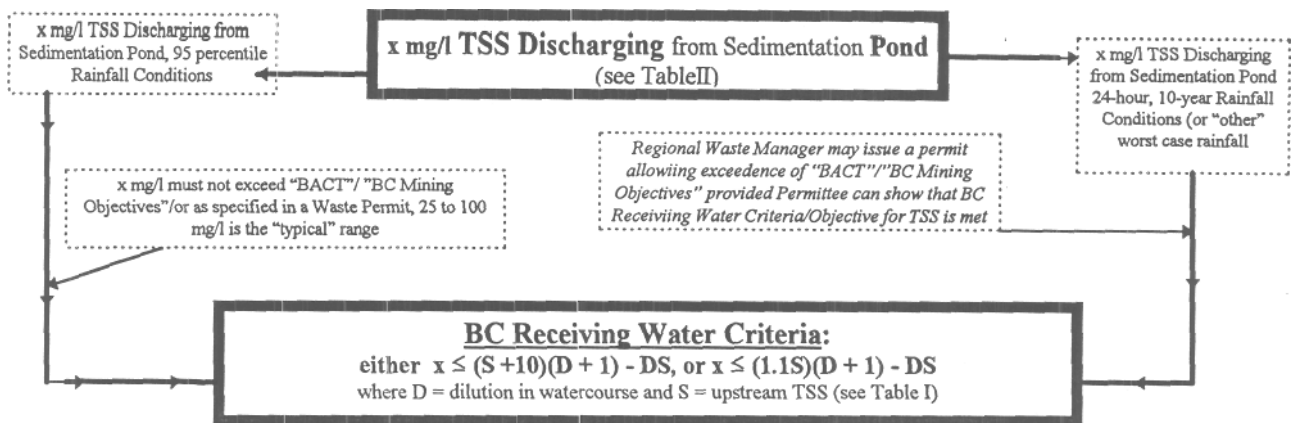 x mg/l TSS Discharging from
Sedimentation Pond, 95 percentile
Rainfall Conditions
x mg/l TSS Discharging from Sedimentation Pond
(see TableII)
x mg/l TSS Discharging
from Sedimentation Pond
24-hour, 10-year Rainfall
Conditions (or “other”
worst case rainfall
Regional Waste Manager may issue a permit
allowiing exceedence of "BACT"/"BC Mining
Objectives" provided Permittee can show that BC
Receiviing Water Criteria/Objective for TSS is met
x mg/l must not exceed “BACT”/ ”BC Mining
Objectives”/or as specified in a Waste Permit, 25 to 100
mg/l is the “typical” range
BC Receiving Water Criteria:
either x ≤ (S +10)(D + 1) - DS, or x ≤ (1.1S)(D + 1) - DS
where D = dilution in watercourse and S = upstream TSS (see Table I)